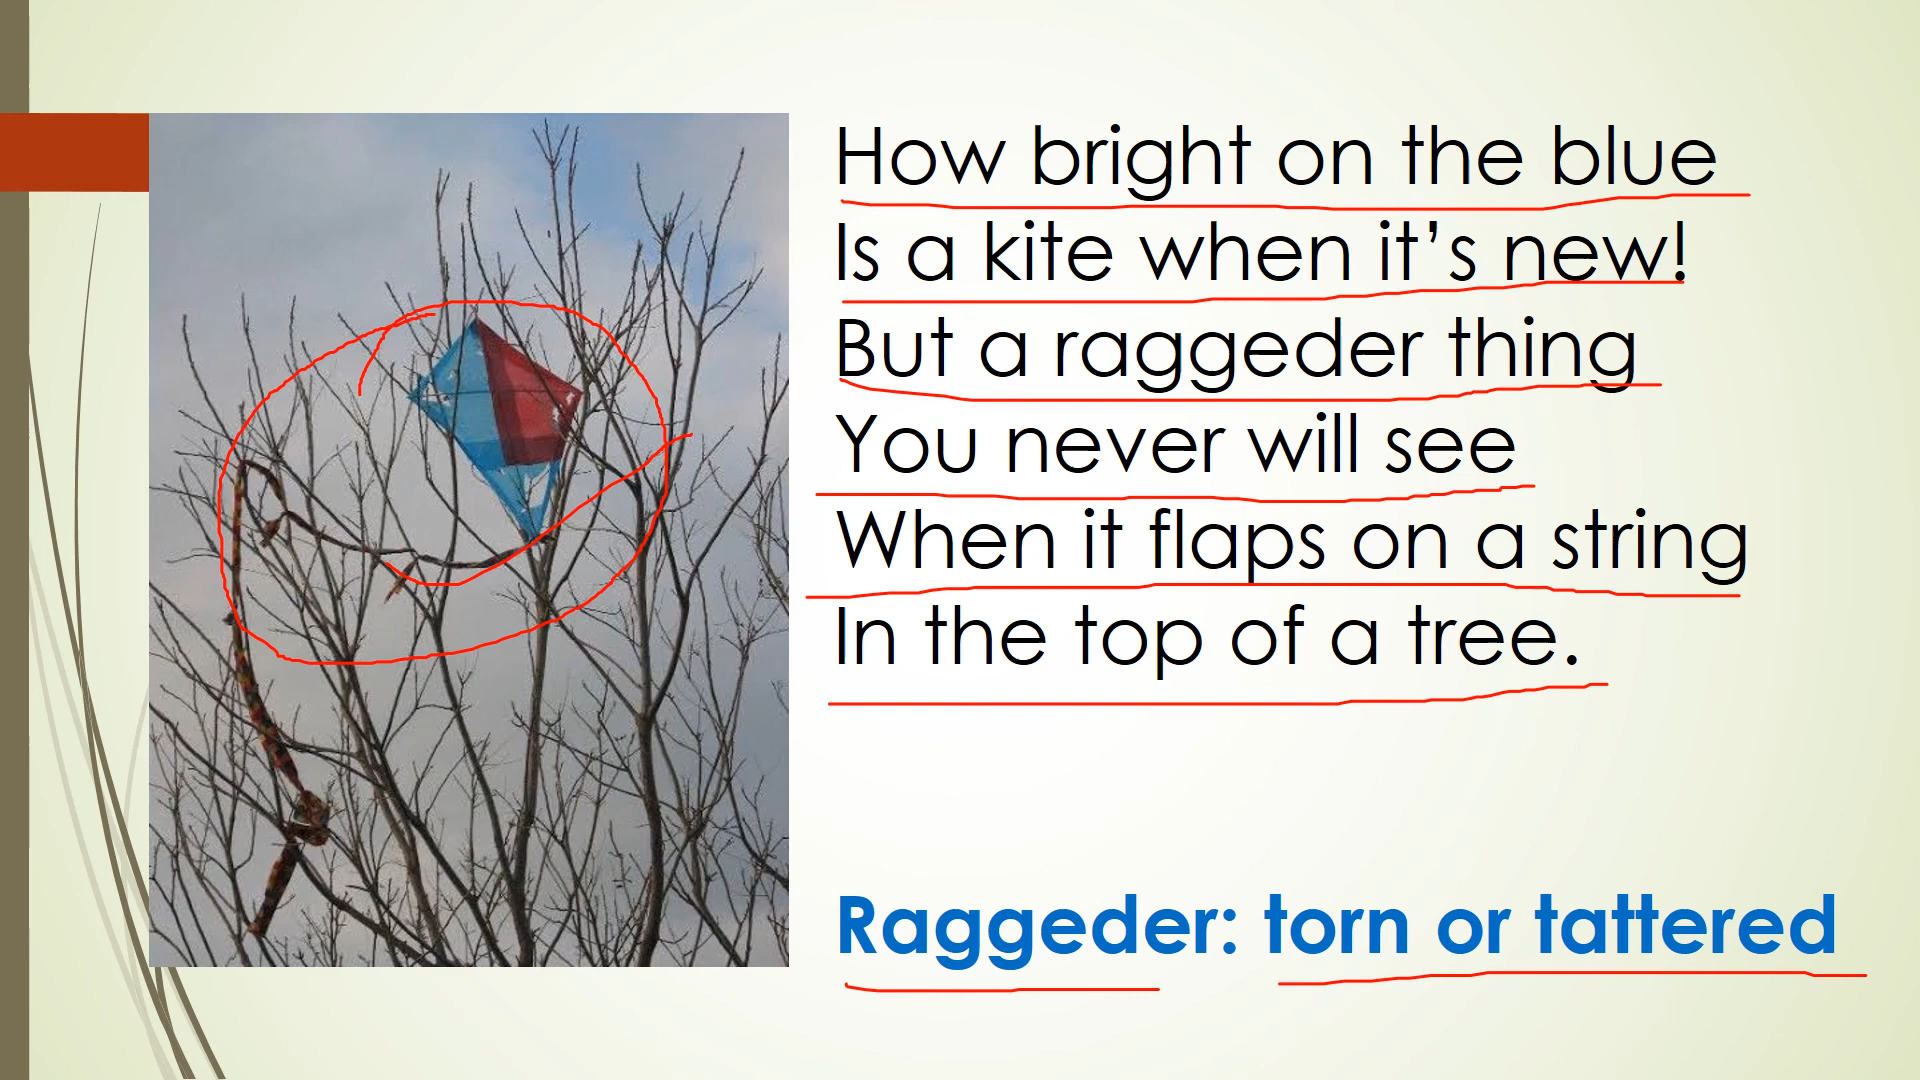 How bright on the blue
Is a kite when it’s new!
But a raggeder thing
You never will see
When it flaps on a string
In the top of a tree.
Raggeder: torn or tattered